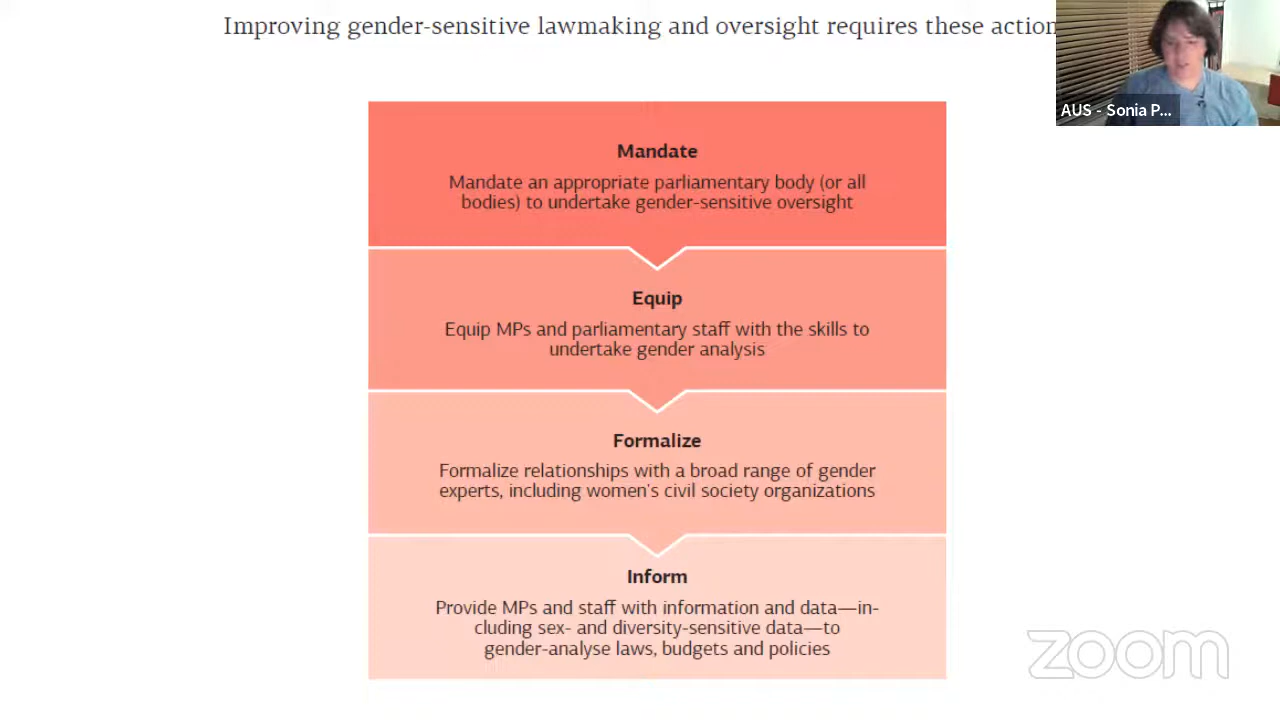 Improving gender-sensitive lawmaking and oversight requires these action
AUS - Sonia P...
Mandate
Mandate an appropriate parliamentary body (or all
bodies) to undertake gender-sensitive oversight
Equip
Equip MPs and parliamentary staff with the skills to
undertake gender analysis
Formalize
Formalize relationships with a broad range of gender
experts, including women's civil society organizations
Inform
Provide MPs and staff with information and data—in-
cluding sex- and diversity-sensitive data—to
gender-analyse laws, budgets and policies
zoom